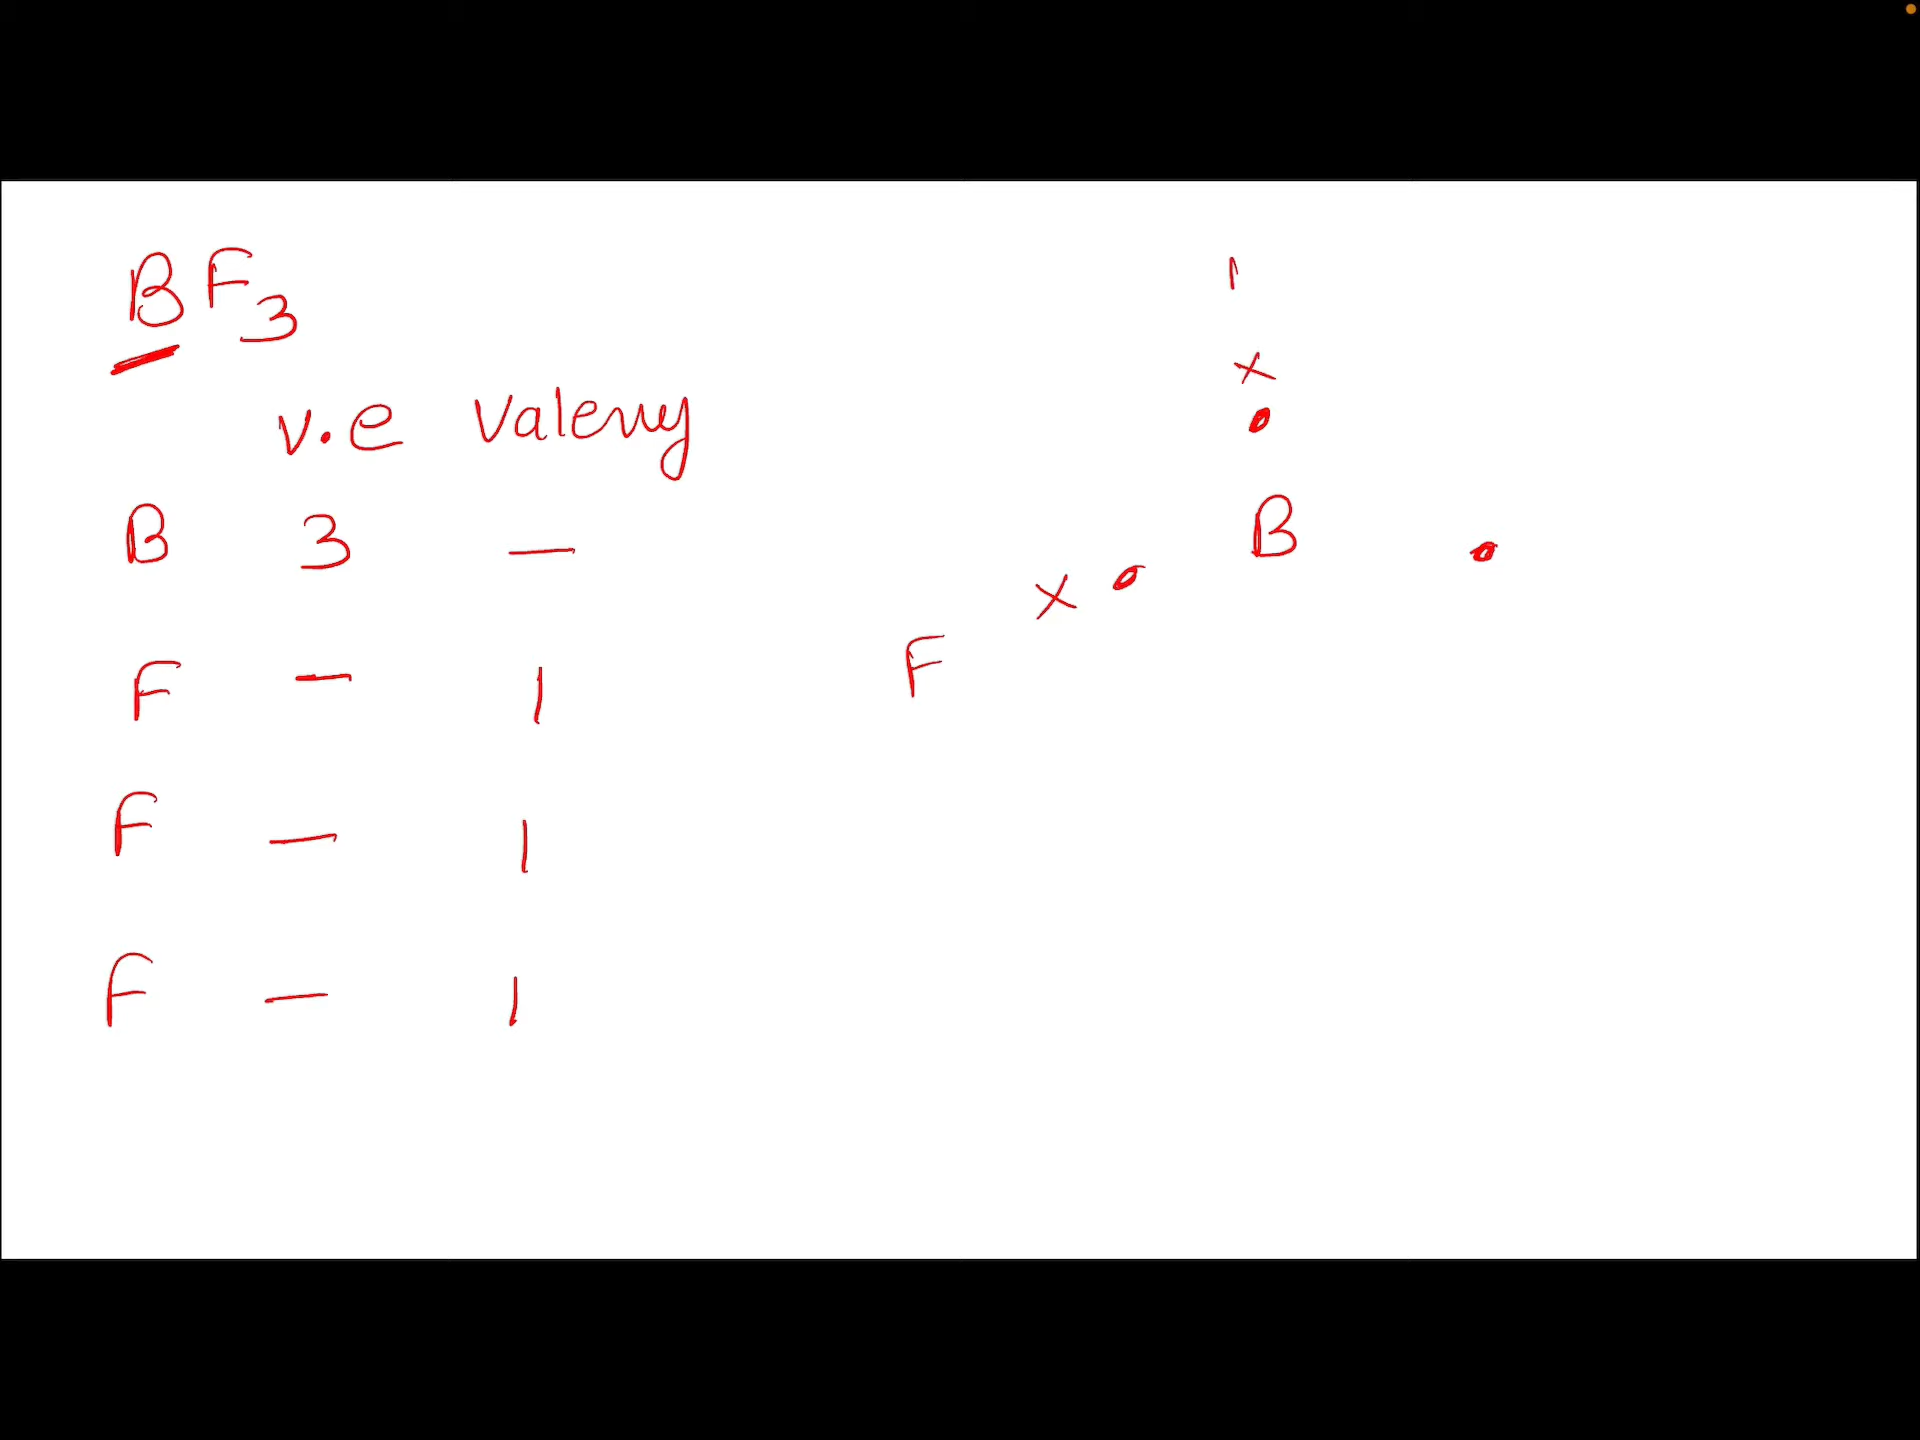 BF3
v.e valency
B 3 —
F — 1
F — 1
F — 1
x
B
F x